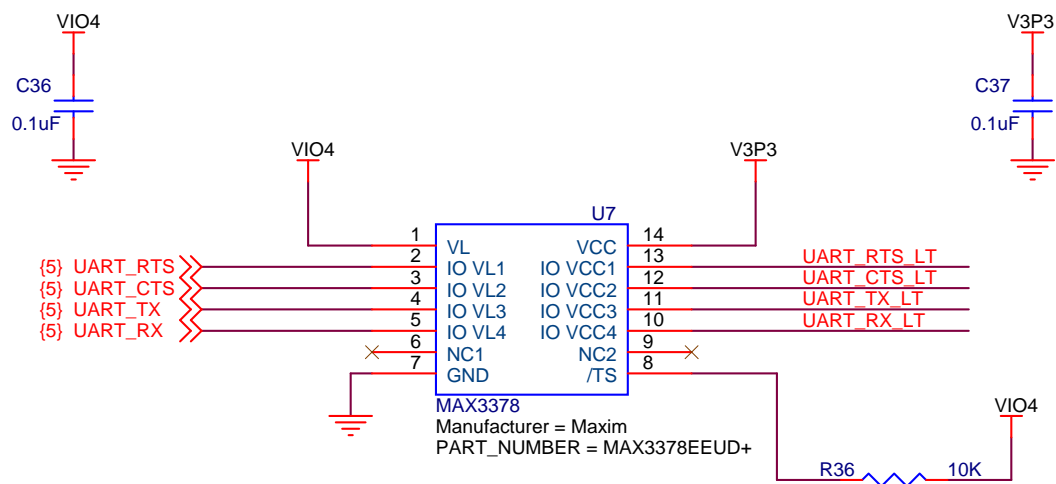 VIO4
V3P3
C36
0.1uF
C37
0.1uF
VIO4
V3P3
U7
1 VL VCC 14
{5} UART_RTS 2 IO VL1 IO VCC1 13 UART_RTS_LT
{5} UART_CTS 3 IO VL2 IO VCC2 12 UART_CTS_LT
{5} UART_TX 4 IO VL3 IO VCC3 11 UART_TX_LT
{5} UART_RX 5 IO VL4 IO VCC4 10 UART_RX_LT
6 NC1 NC2 9
7 GND /TS 8
MAX3378
Manufacturer = Maxim
PART_NUMBER = MAX3378EEUD+
VIO4
R36 10K